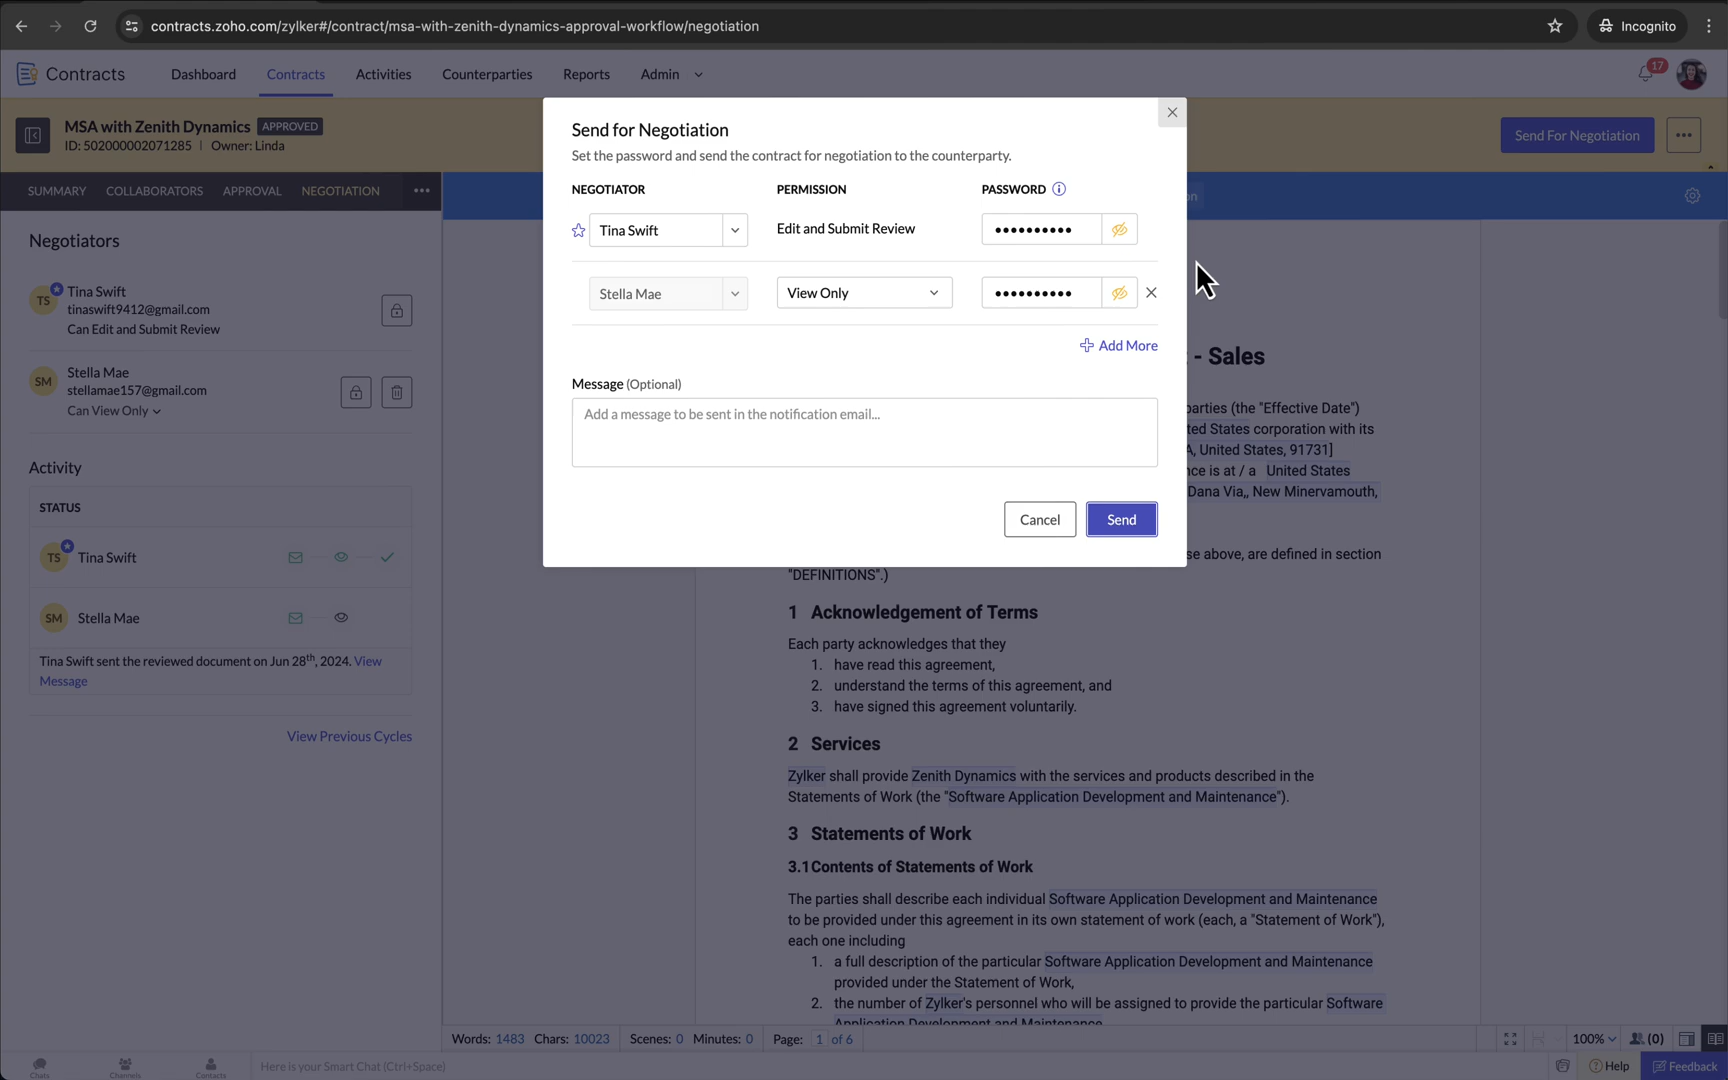 contracts.zoho.com/zylker#/contract/msa-with-zenith-dynamics-approval-workflow/negotiation
Incognito
Contracts
Dashboard
Contracts
Activities
Counterparties
Reports
Admin
17
MSA with Zenith Dynamics APPROVED
ID: 502000002071285 | Owner: Linda
Send For Negotiation
SUMMARY COLLABORATORS APPROVAL NEGOTIATION
Negotiators
TS Tina Swift
tinaswift9412@gmail.com
Can Edit and Submit Review
SM Stella Mae
stellamae157@gmail.com
Can View Only
Activity
STATUS
TS Tina Swift
SM Stella Mae
Tina Swift sent the reviewed document on Jun 28th, 2024. View
Message
View Previous Cycles
Send for Negotiation
Set the password and send the contract for negotiation to the counterparty.
NEGOTIATOR PERMISSION PASSWORD
Tina Swift Edit and Submit Review ••••••••••
Stella Mae View Only ••••••••••
Add More
Message (Optional)
Add a message to be sent in the notification email...
Cancel Send
on
- Sales
parties (the "Effective Date")
ted States corporation with its
A, United States, 91731]
nce is at / a United States
Dana Via,, New Minervamouth,
se above, are defined in section
"DEFINITIONS".)
1 Acknowledgement of Terms
Each party acknowledges that they
1. have read this agreement,
2. understand the terms of this agreement, and
3. have signed this agreement voluntarily.
2 Services
Zylker shall provide Zenith Dynamics with the services and products described in the
Statements of Work (the "Software Application Development and Maintenance").
3 Statements of Work
3.1Contents of Statements of Work
The parties shall describe each individual Software Application Development and Maintenance
to be provided under this agreement in its own statement of work (each, a "Statement of Work"),
each one including
1. a full description of the particular Software Application Development and Maintenance
provided under the Statement of Work,
2. the number of Zylker's personnel who will be assigned to provide the particular Software
Application Development and Maintenance
Words: 1483 Chars: 10023 Scenes: 0 Minutes: 0 Page: 1 of 6
100% (0)
Chats Channels Contacts Here is your Smart Chat (Ctrl+Space)
Help Feedback